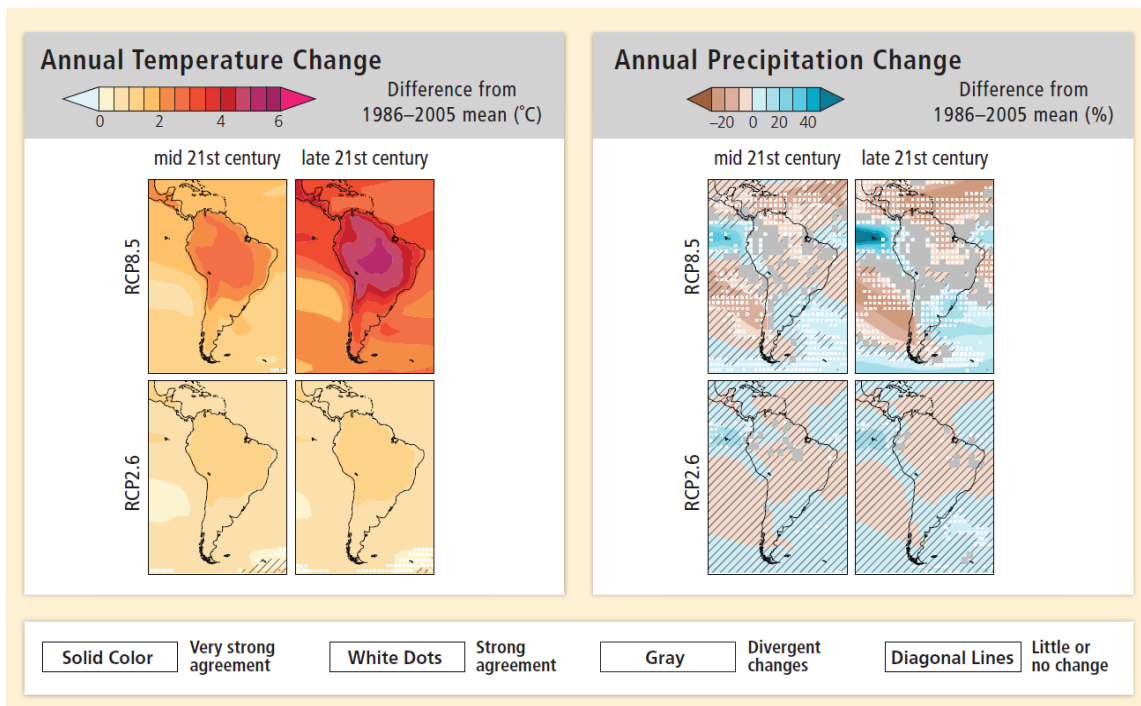 Annual Temperature Change
0 2 4 6
Difference from
1986–2005 mean (˚C)
mid 21st century late 21st century
RCP8.5
RCP2.6
Annual Precipitation Change
–20 0 20 40
Difference from
1986–2005 mean (%)
mid 21st century late 21st century
RCP8.5
RCP2.6
Solid Color
Very strong
agreement
White Dots
Strong
agreement
Gray
Divergent
changes
Diagonal Lines
Little or
no change